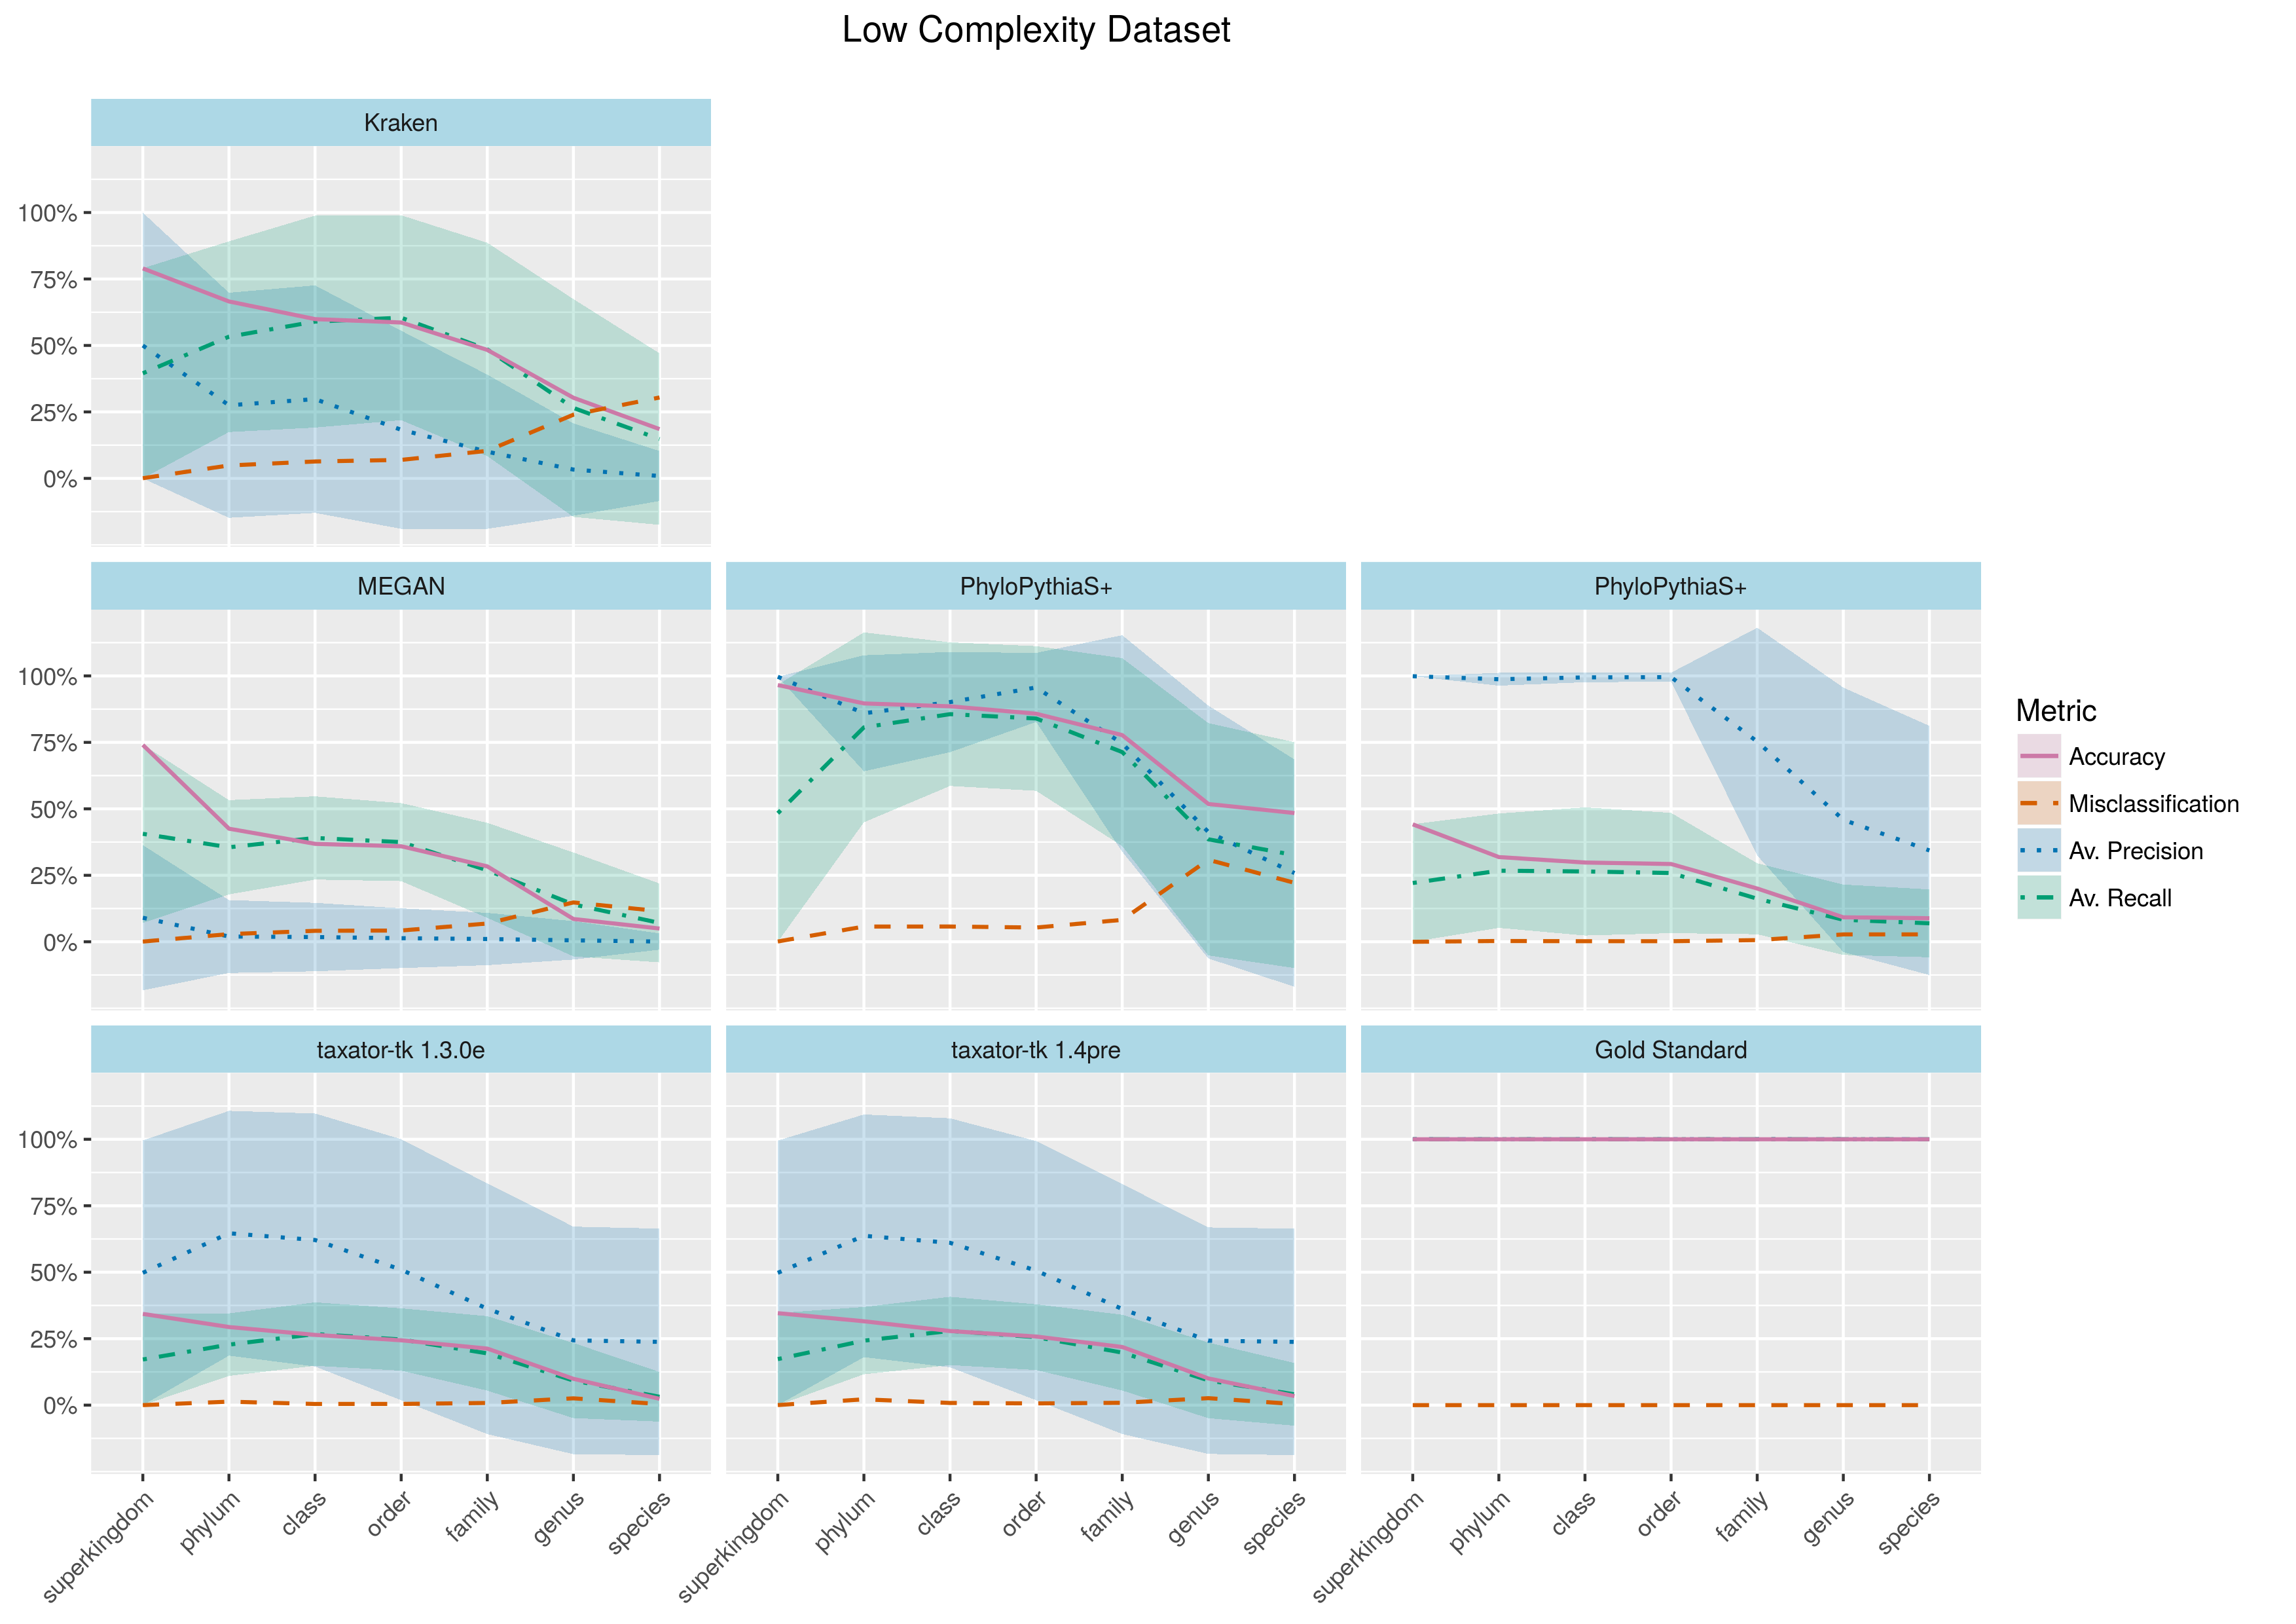 Low Complexity Dataset
Kraken
100%
75%
50%
25%
0%
MEGAN
PhyloPythiaS+
PhyloPythiaS+
100%
75%
50%
25%
0%
Metric
Accuracy
Misclassification
Av. Precision
Av. Recall
taxator-tk 1.3.0e
taxator-tk 1.4pre
Gold Standard
100%
75%
50%
25%
0%
superkingdom
phylum
class
order
family
genus
species
superkingdom
phylum
class
order
family
genus
species
superkingdom
phylum
class
order
family
genus
species